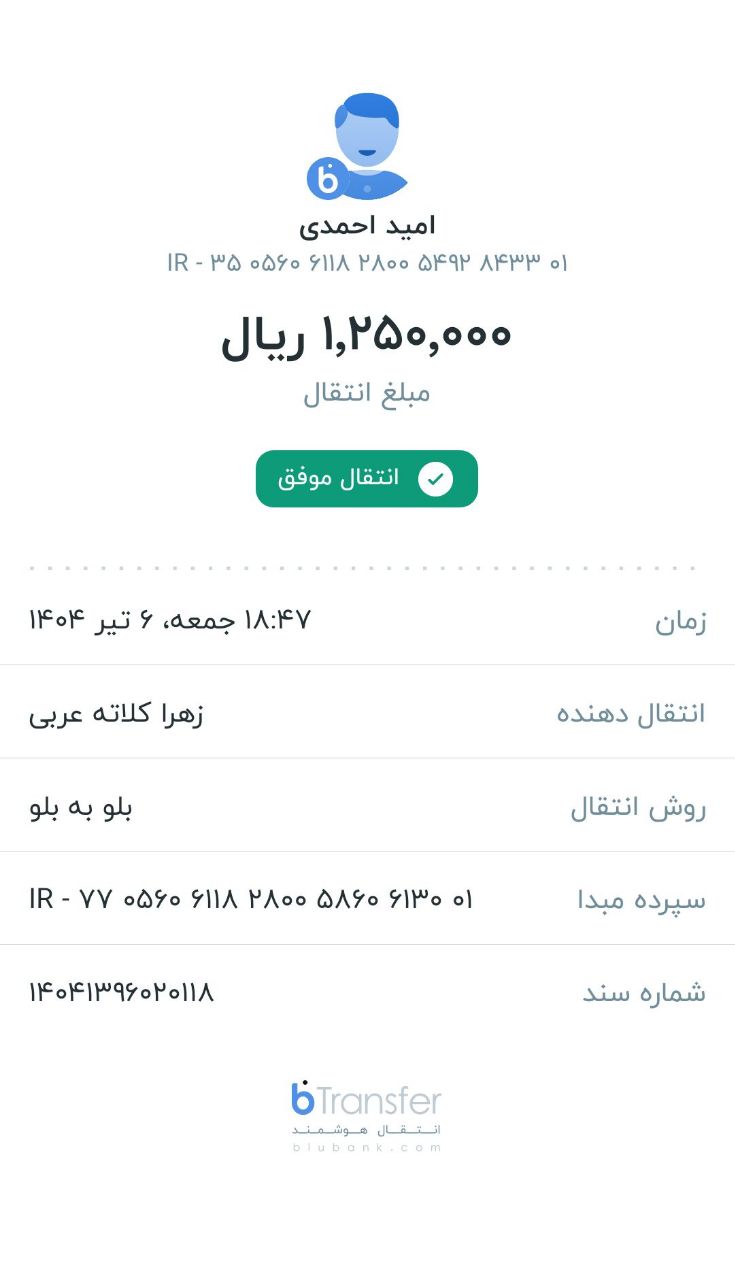 b
امید احمدی
IR - ۳۵ ۰۵۶۰ ۶۱۱۸ ۲۸۰۰ ۵۴۹۲ ۸۴۳۳ ۰۱
۱,۲۵۰,۰۰۰ ریال
مبلغ انتقال
انتقال موفق
زمان ۱۸:۴۷ جمعه، ۶ تیر ۱۴۰۴
انتقال دهنده زهرا کلاته عربی
روش انتقال بلو به بلو
سپرده مبدا IR - ۷۷ ۰۵۶۰ ۶۱۱۸ ۲۸۰۰ ۵۸۶۰ ۶۱۳۰ ۰۱
شماره سند ۱۴۰۴۱۳۹۶۰۲۰۱۱۸
bTransfer
انـتـقـال هـوشـمـنـد
blubank.com